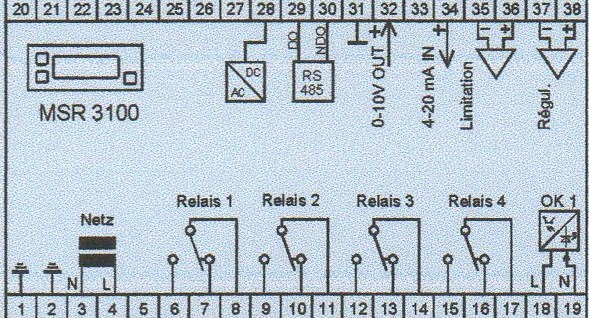 20 21 22 23 24 25 26 27 28 29 30 31 32 33 34 35 36 37 38
DC
AC
DO
NDO
RS
485
0-10V OUT
+
4-20 mA IN
+
Limitation
- +
Régul.
- +
MSR 3100
Netz
Relais 1 Relais 2 Relais 3 Relais 4 OK 1
N L L N
1 2 3 4 5 6 7 8 9 10 11 12 13 14 15 16 17 18 19